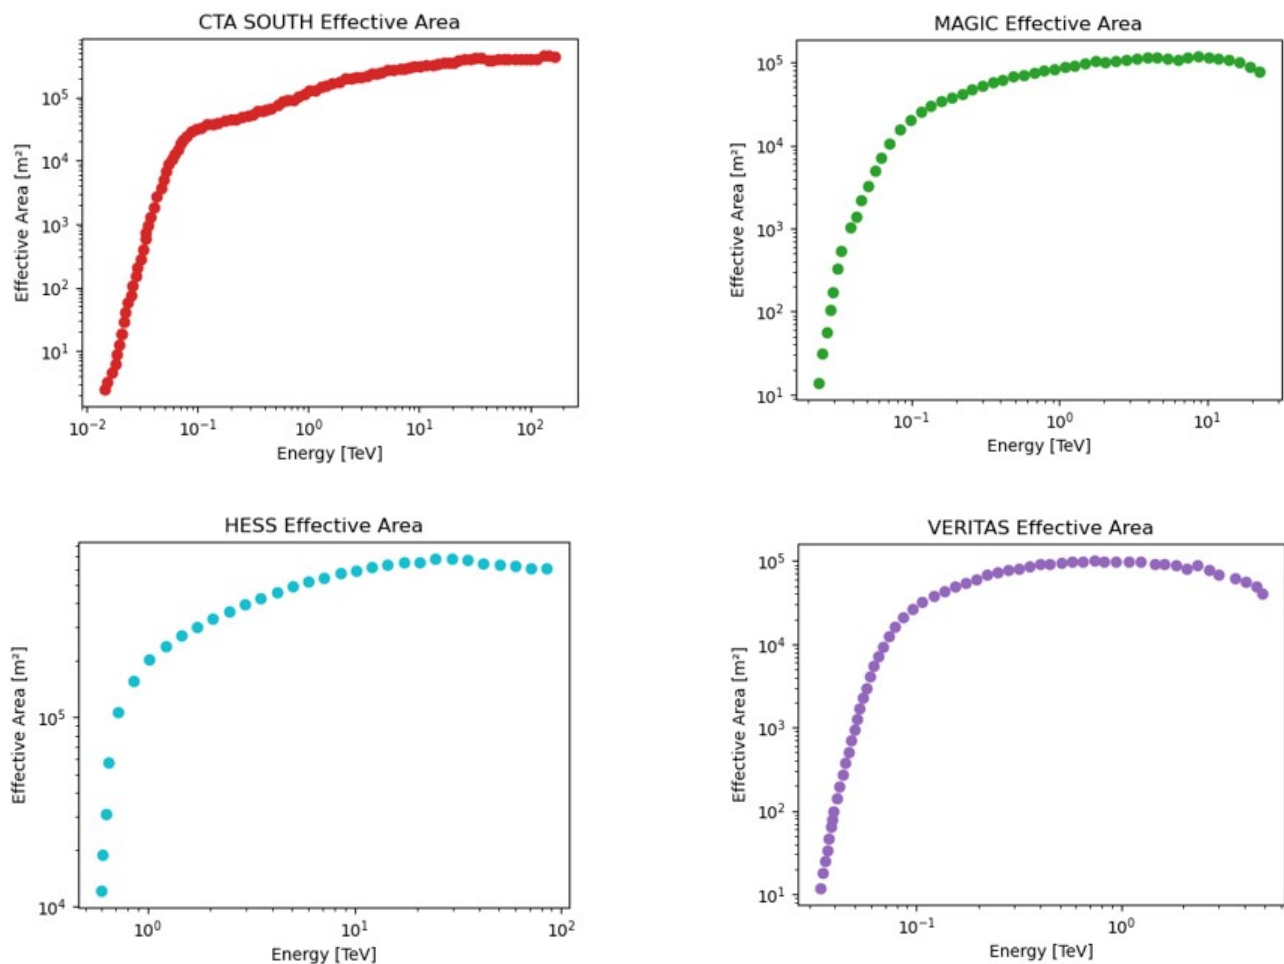 CTA SOUTH Effective Area
Effective Area [m²]
10⁵
10⁴
10³
10²
10¹
10⁻² 10⁻¹ 10⁰ 10¹ 10²
Energy [TeV]
MAGIC Effective Area
Effective Area [m²]
10⁵
10⁴
10³
10²
10¹
10⁻¹ 10⁰ 10¹
Energy [TeV]
HESS Effective Area
Effective Area [m²]
10⁵
10⁴
10⁰ 10¹ 10²
Energy [TeV]
VERITAS Effective Area
Effective Area [m²]
10⁵
10⁴
10³
10²
10¹
10⁻¹ 10⁰
Energy [TeV]